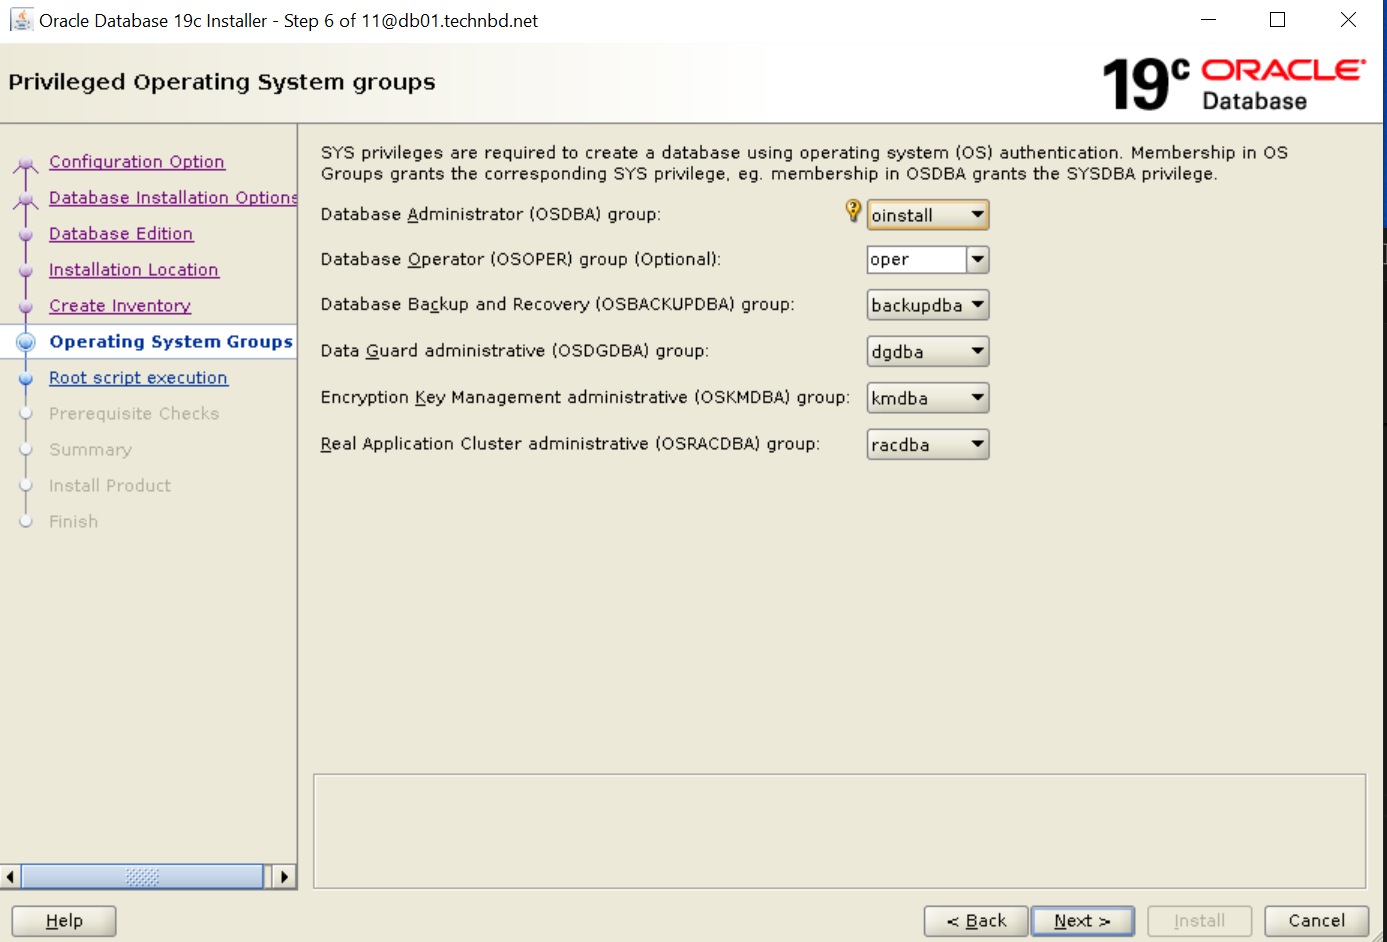 Oracle Database 19c Installer - Step 6 of 11@db01.technbd.net
Privileged Operating System groups
19c ORACLE
Database
Configuration Option
Database Installation Options
Database Edition
Installation Location
Create Inventory
Operating System Groups
Root script execution
Prerequisite Checks
Summary
Install Product
Finish
SYS privileges are required to create a database using operating system (OS) authentication. Membership in OS
Groups grants the corresponding SYS privilege, eg. membership in OSDBA grants the SYSDBA privilege.
Database Administrator (OSDBA) group: oinstall
Database Operator (OSOPER) group (Optional): oper
Database Backup and Recovery (OSBACKUPDBA) group: backupdba
Data Guard administrative (OSDGDBA) group: dgdba
Encryption Key Management administrative (OSKMDBA) group: kmdba
Real Application Cluster administrative (OSRACDBA) group: racdba
Help < Back Next > Install Cancel